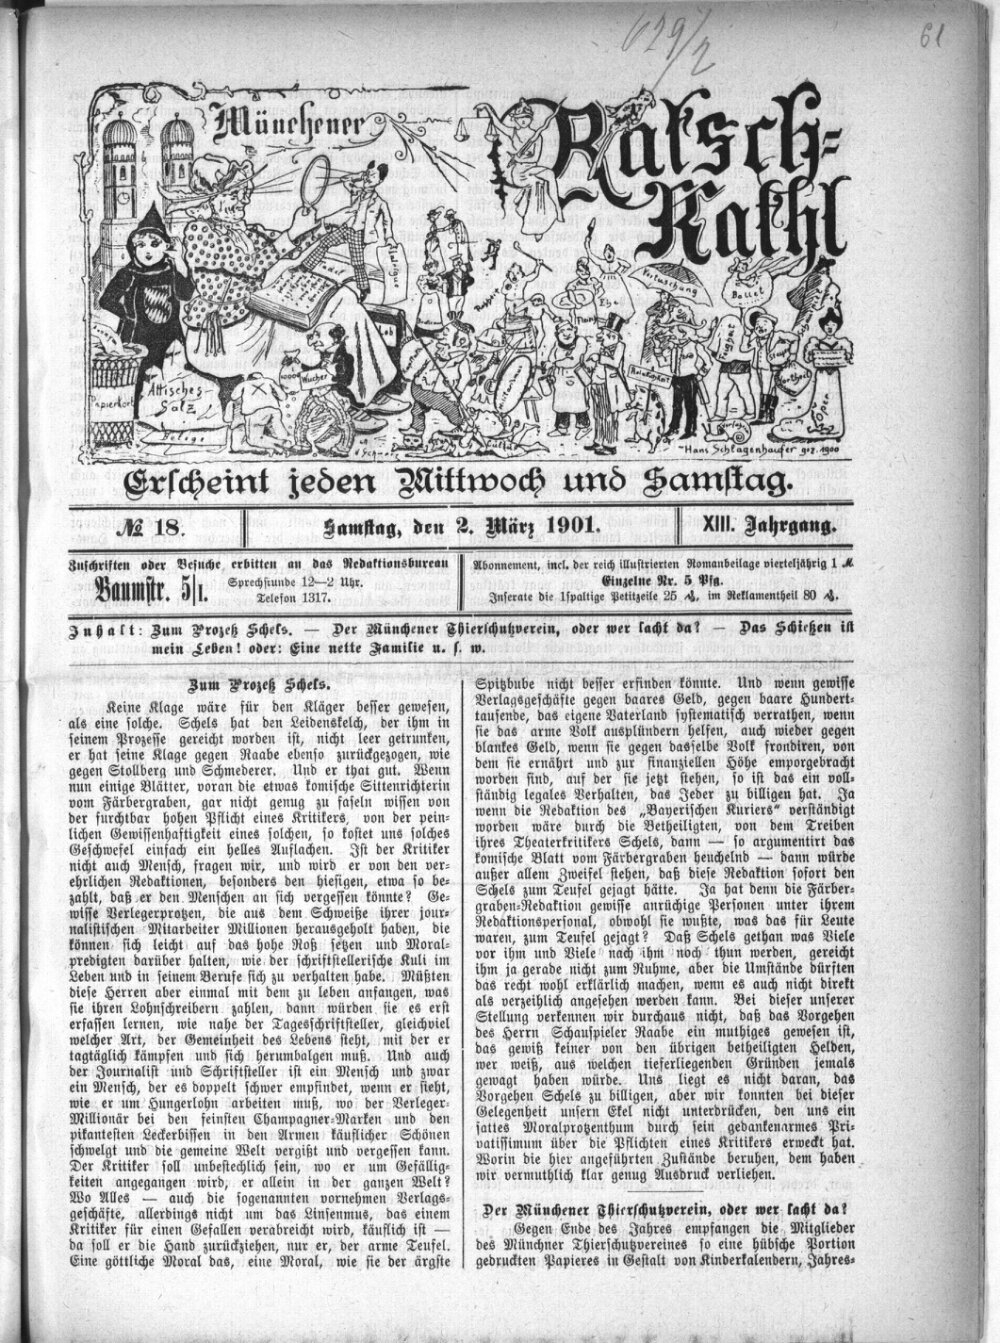 629/2
61
Münchener
Ratsch-
Kathl
Attisches
Salz
Papierkorb
Wucher
Lob
Vertuschung
Ballet
Ehe
Hans Schlagenhaufer gez. 1900
Erscheint jeden Mittwoch und Samstag.
№ 18.
Samstag, den 2. März 1901.
XIII. Jahrgang.
Zuschriften oder Besuche erbitten an das Redaktionsbureau
Baumstr. 5/I.
Sprechstunde 12—2 Uhr.
Telefon 1317.
Abonnement, incl. der reich illustrierten Romanbeilage vierteljährig 1 M
Einzelne Nr. 5 Pfg.
Inserate die 1spaltige Petitzeile 25 ₰, im Reklamentheil 80 ₰.
Inhalt: Zum Prozeß Schels. — Der Münchener Thierschutzverein, oder wer lacht da? — Das Schießen ist
mein Leben! oder: Eine nette Familie u. s. w.
Zum Prozeß Schels.
Keine Klage wäre für den Kläger besser gewesen,
als eine solche. Schels hat den Leidenskelch, der ihm in
seinem Prozesse gereicht worden ist, nicht leer getrunken,
er hat seine Klage gegen Raabe ebenso zurückgezogen, wie
gegen Stollberg und Schmederer. Und er that gut. Wenn
nun einige Blätter, voran die etwas komische Sittenrichterin
vom Färbergraben, gar nicht genug zu faseln wissen von
der furchtbar hohen Pflicht eines Kritikers, von der pein-
lichen Gewissenhaftigkeit eines solchen, so kostet uns solches
Geschwefel einfach ein helles Auflachen. Ist der Kritiker
nicht auch Mensch, fragen wir, und wird er von den ver-
ehrlichen Redaktionen, besonders den hiesigen, etwa so be-
zahlt, daß er den Menschen an sich vergessen könnte? Ge-
wisse Verlegerprotzen, die aus dem Schweiße ihrer jour-
nalistischen Mitarbeiter Millionen herausgeholt haben, die
können sich leicht auf das hohe Roß setzen und Moral-
predigten darüber halten, wie der schriftstellerische Kuli im
Leben und in seinem Berufe sich zu verhalten habe. Müßten
diese Herren aber einmal mit dem zu leben anfangen, was
sie ihren Lohnschreibern zahlen, dann würden sie es erst
erfassen lernen, wie nahe der Tagesschriftsteller, gleichviel
welcher Art, der Gemeinheit des Lebens steht, mit der er
tagtäglich kämpfen und sich herumbalgen muß. Und auch
der Journalist und Schriftsteller ist ein Mensch und zwar
ein Mensch, der es doppelt schwer empfindet, wenn er sieht,
wie er um Hungerlohn arbeiten muß, wo der Verleger-
Millionär bei den feinsten Champagner-Marken und den
pikantesten Leckerbissen in den Armen käuflicher Schönen
schwelgt und die gemeine Welt vergißt und vergessen kann.
Der Kritiker soll unbestechlich sein, wo er um Gefällig-
keiten angegangen wird, er allein in der ganzen Welt?
Wo Alles — auch die sogenannten vornehmen Verlags-
geschäfte, allerdings nicht um das Linsenmus, das einem
Kritiker für einen Gefallen verabreicht wird, käuflich ist —
da soll er die Hand zurückziehen, nur er, der arme Teufel.
Eine göttliche Moral das, eine Moral, wie sie der ärgste
Spitzbube nicht besser erfinden könnte. Und wenn gewisse
Verlagsgeschäfte gegen baares Geld, gegen baare Hundert-
tausende, das eigene Vaterland systematisch verrathen, wenn
sie das arme Volk ausplündern helfen, auch wieder gegen
blankes Geld, wenn sie gegen dasselbe Volk frondiren, von
dem sie ernährt und zur finanziellen Höhe emporgebracht
worden sind, auf der sie jetzt stehen, so ist das ein voll-
ständig legales Verhalten, das Jeder zu billigen hat. Ja
wenn die Redaktion des „Bayerischen Kuriers" verständigt
worden wäre durch die Betheiligten, von dem Treiben
ihres Theaterkritikers Schels, dann — so argumentirt das
komische Blatt vom Färbergraben heuchelnd — dann würde
außer allem Zweifel stehen, daß diese Redaktion sofort den
Schels zum Teufel gejagt hätte. Ja hat denn die Färber-
graben-Redaktion gewisse anrüchige Personen unter ihrem
Redaktionspersonal, obwohl sie wußte, was das für Leute
waren, zum Teufel gejagt? Daß Schels gethan was Viele
vor ihm und Viele nach ihm noch thun werden, gereicht
ihm ja gerade nicht zum Ruhme, aber die Umstände dürften
das recht wohl erklärlich machen, wenn es auch nicht direkt
als verzeihlich angesehen werden kann. Bei dieser unserer
Stellung verkennen wir durchaus nicht, daß das Vorgehen
des Herrn Schauspieler Raabe ein muthiges gewesen ist,
das gewiß keiner von den übrigen betheiligten Helden,
wer weiß, aus welchen tieferliegenden Gründen jemals
gewagt haben würde. Uns liegt es nicht daran, das
Vorgehen Schels zu billigen, aber wir konnten bei dieser
Gelegenheit unsern Ekel nicht unterdrücken, den uns ein
sattes Moralprotzenthum durch sein gedankenarmes Pri-
vatissimum über die Pflichten eines Kritikers erweckt hat.
Worin die hier angeführten Zustände beruhen, dem haben
wir vermuthlich klar genug Ausdruck verliehen.
Der Münchener Thierschutzverein, oder wer lacht da?
Gegen Ende des Jahres empfangen die Mitglieder
des Münchner Thierschutzvereines so eine hübsche Portion
gedruckten Papieres in Gestalt von Kinderkalendern, Jahres-